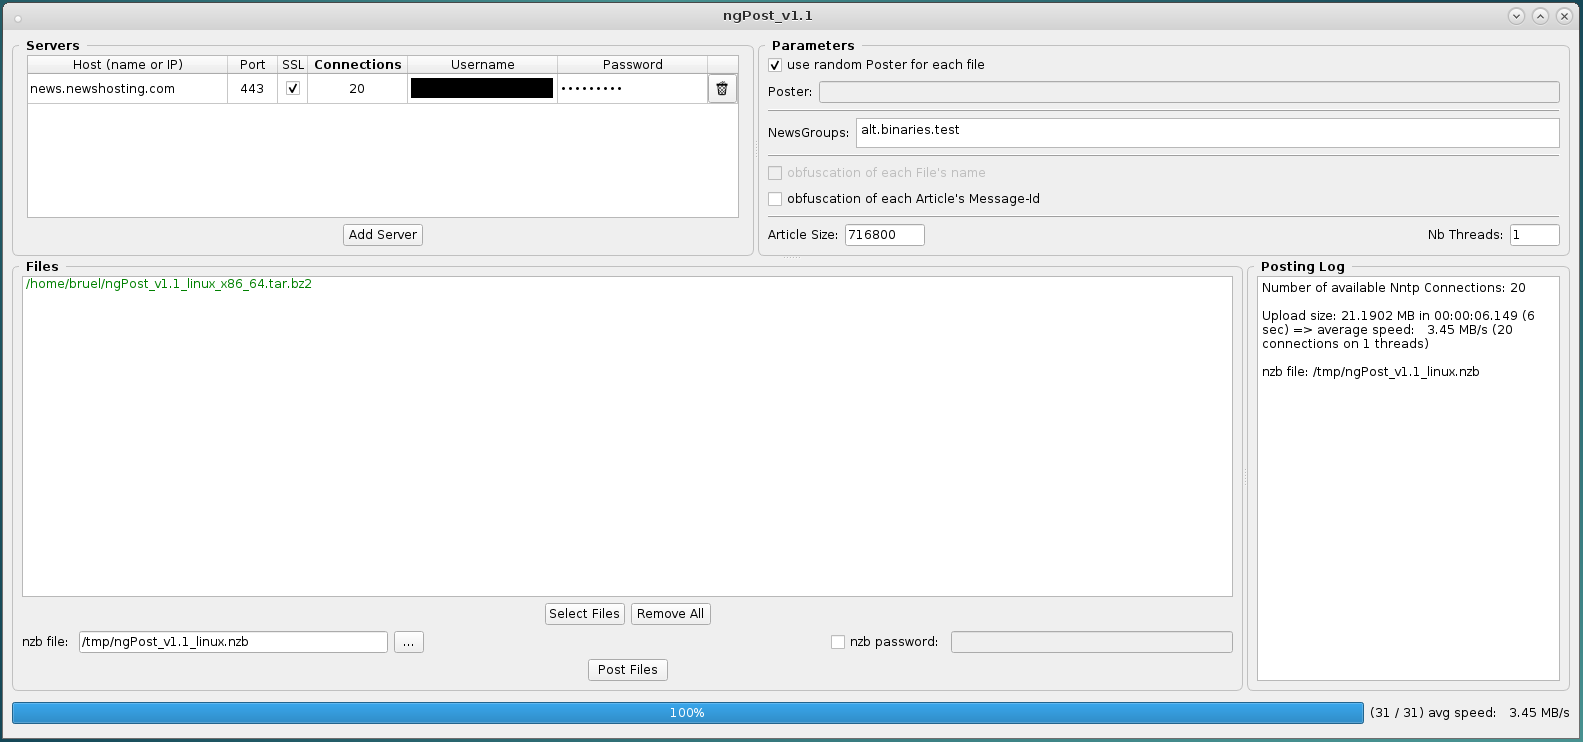 ngPost_v1.1
Servers
Host (name or IP) Port SSL Connections Username Password
news.newshosting.com 443 20 •••••••••
Add Server
Parameters
use random Poster for each file
Poster:
NewsGroups: alt.binaries.test
obfuscation of each File's name
obfuscation of each Article's Message-Id
Article Size: 716800 Nb Threads: 1
Files
/home/bruel/ngPost_v1.1_linux_x86_64.tar.bz2
Select Files Remove All
nzb file: /tmp/ngPost_v1.1_linux.nzb ... nzb password:
Post Files
Posting Log
Number of available Nntp Connections: 20
Upload size: 21.1902 MB in 00:00:06.149 (6
sec) => average speed: 3.45 MB/s (20
connections on 1 threads)
nzb file: /tmp/ngPost_v1.1_linux.nzb
100% (31 / 31) avg speed: 3.45 MB/s